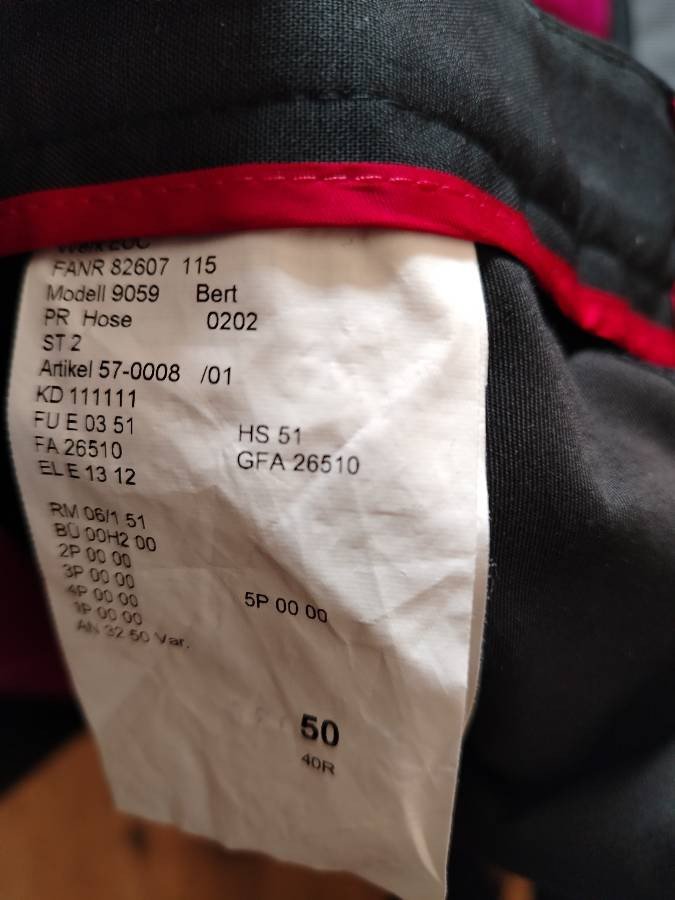 FANR 82607 115
Modell 9059 Bert
PR Hose 0202
ST 2
Artikel 57-0008 /01
KD 111111
FU E 03 51 HS 51
FA 26510 GFA 26510
EL E 13 12
RM 06/1 51
BÜ 00H2 00
2P 00 00
3P 00 00
4P 00 00 5P 00 00
1P 00 00
AN 32 50 Var.
50
40R